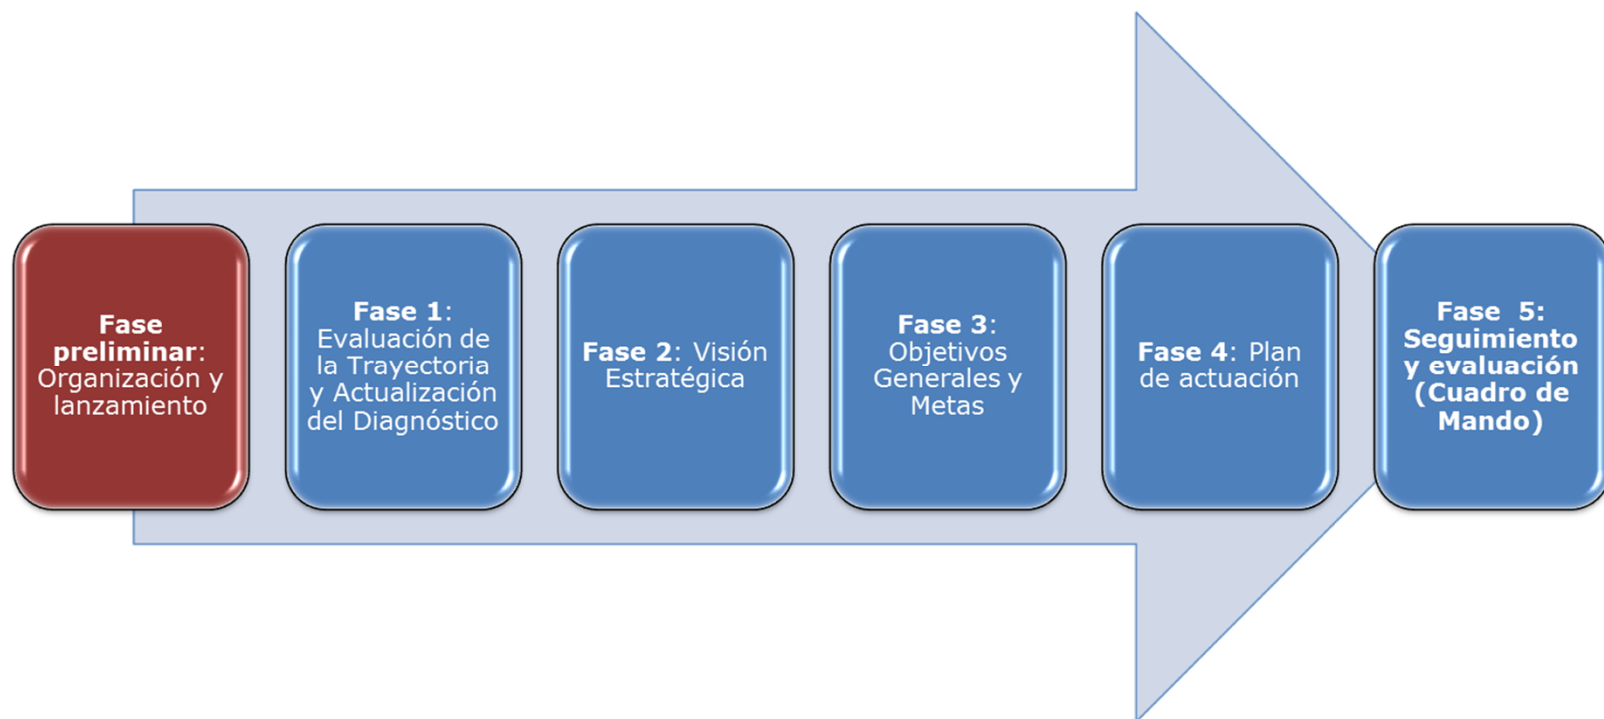 Fase
preliminar:
Organización y
lanzamiento
Fase 1:
Evaluación de
la Trayectoria
y Actualización
del Diagnóstico
Fase 2: Visión
Estratégica
Fase 3:
Objetivos
Generales y
Metas
Fase 4: Plan
de actuación
Fase  5:
Seguimiento
y evaluación
(Cuadro de
Mando)